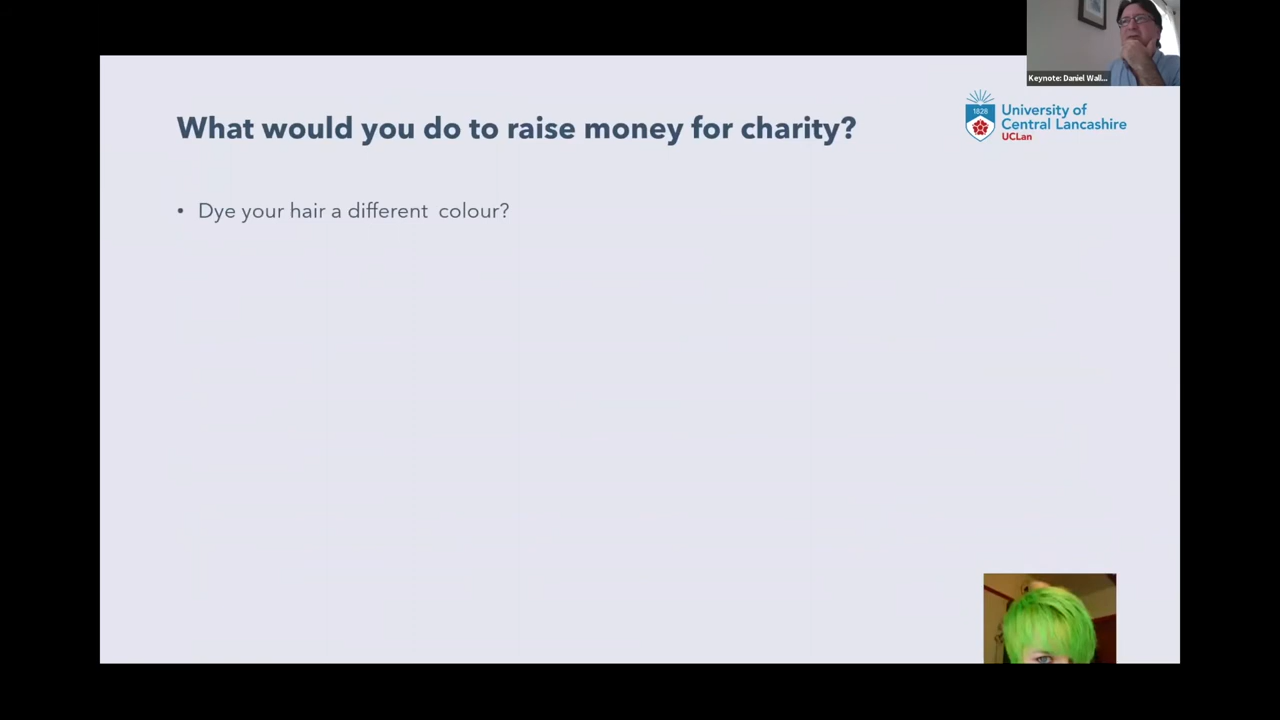 Keynote: Daniel Wall...
What would you do to raise money for charity?
1828
University of
Central Lancashire
UCLan
• Dye your hair a different  colour?